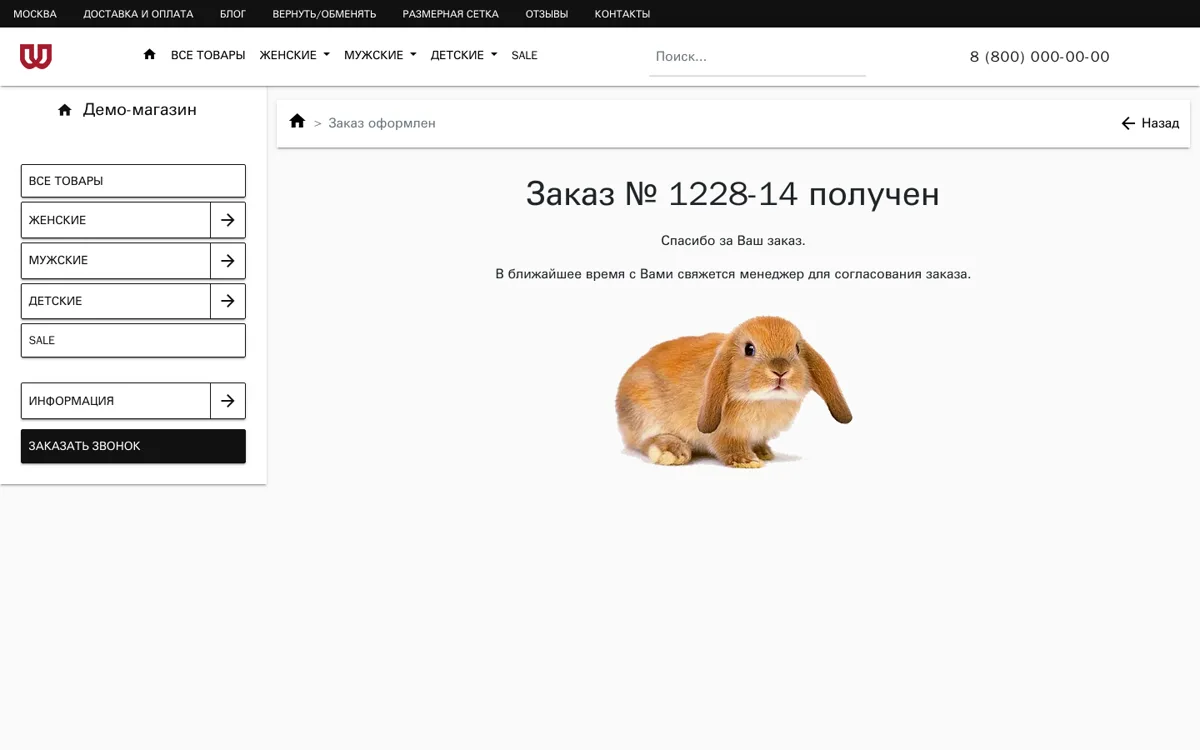 МОСКВА ДОСТАВКА И ОПЛАТА БЛОГ ВЕРНУТЬ/ОБМЕНЯТЬ РАЗМЕРНАЯ СЕТКА ОТЗЫВЫ КОНТАКТЫ
ВСЕ ТОВАРЫ ЖЕНСКИЕ МУЖСКИЕ ДЕТСКИЕ SALE Поиск... 8 (800) 000-00-00
Демо-магазин
ВСЕ ТОВАРЫ
ЖЕНСКИЕ
МУЖСКИЕ
ДЕТСКИЕ
SALE
ИНФОРМАЦИЯ
ЗАКАЗАТЬ ЗВОНОК
> Заказ оформлен
Назад
Заказ № 1228-14 получен
Спасибо за Ваш заказ.
В ближайшее время с Вами свяжется менеджер для согласования заказа.